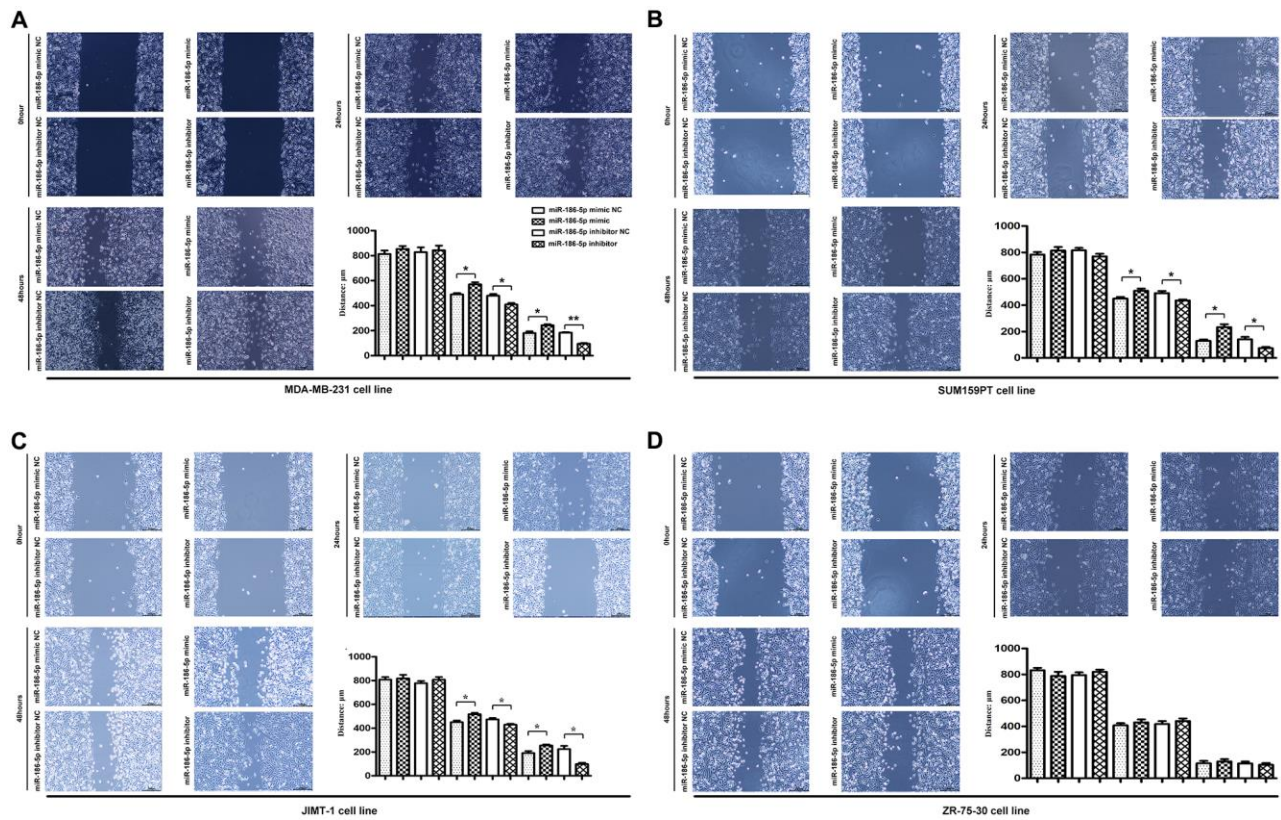 A
0hour
miR-186-5p mimic NC
miR-186-5p mimic
miR-186-5p inhibitor NC
miR-186-5p inhibitor
24hours
miR-186-5p mimic NC
miR-186-5p mimic
miR-186-5p inhibitor NC
miR-186-5p inhibitor
48hours
miR-186-5p mimic NC
miR-186-5p mimic
miR-186-5p inhibitor NC
miR-186-5p inhibitor
miR-186-5p mimic NC
miR-186-5p mimic
miR-186-5p inhibitor NC
miR-186-5p inhibitor
Distance: μm
1000
800
600
400
200
0
* * * **
MDA-MB-231 cell line
B
0hour
miR-186-5p mimic NC
miR-186-5p mimic
miR-186-5p inhibitor NC
miR-186-5p inhibitor
24hours
miR-186-5p mimic NC
miR-186-5p mimic
miR-186-5p inhibitor NC
miR-186-5p inhibitor
48hours
miR-186-5p mimic NC
miR-186-5p mimic
miR-186-5p inhibitor NC
miR-186-5p inhibitor
Distance: μm
1000
800
600
400
200
0
* * * *
SUM159PT cell line
C
0hour
miR-186-5p mimic NC
miR-186-5p mimic
miR-186-5p inhibitor NC
miR-186-5p inhibitor
24hours
miR-186-5p mimic NC
miR-186-5p mimic
miR-186-5p inhibitor NC
miR-186-5p inhibitor
48hours
miR-186-5p mimic NC
miR-186-5p mimic
miR-186-5p inhibitor NC
miR-186-5p inhibitor
Distance: μm
1000
800
600
400
200
0
* * * *
JIMT-1 cell line
D
0hour
miR-186-5p mimic NC
miR-186-5p mimic
miR-186-5p inhibitor NC
miR-186-5p inhibitor
24hours
miR-186-5p mimic NC
miR-186-5p mimic
miR-186-5p inhibitor NC
miR-186-5p inhibitor
48hours
miR-186-5p mimic NC
miR-186-5p mimic
miR-186-5p inhibitor NC
miR-186-5p inhibitor
Distance: μm
1000
800
600
400
200
0
ZR-75-30 cell line